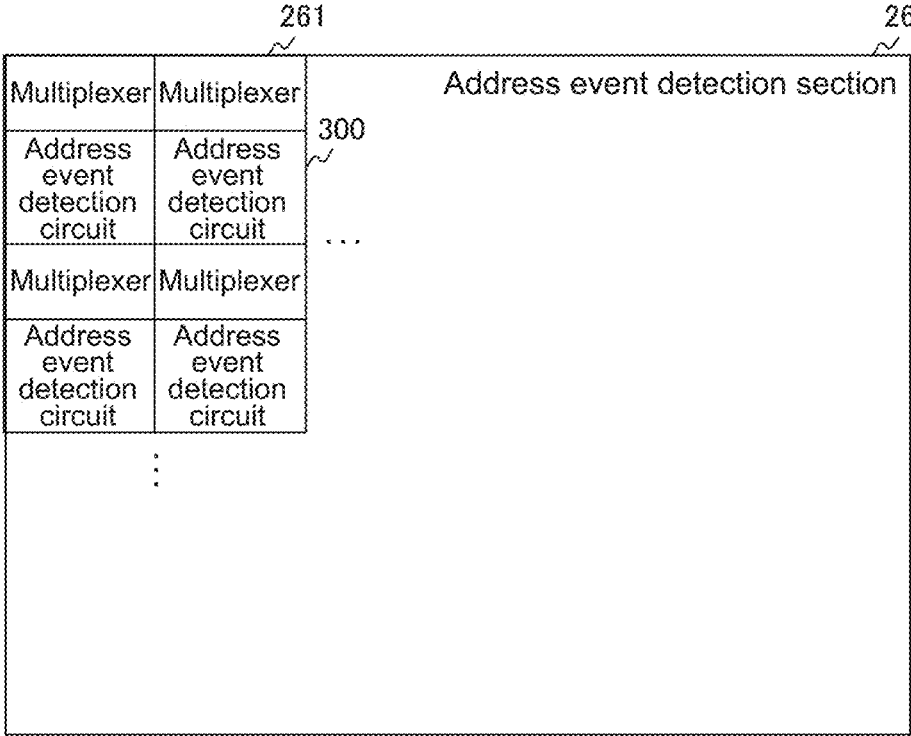 261
26
Multiplexer Multiplexer
Address event detection section
300
Address Address
event event
detection detection
circuit circuit
...
Multiplexer Multiplexer
Address Address
event event
detection detection
circuit circuit